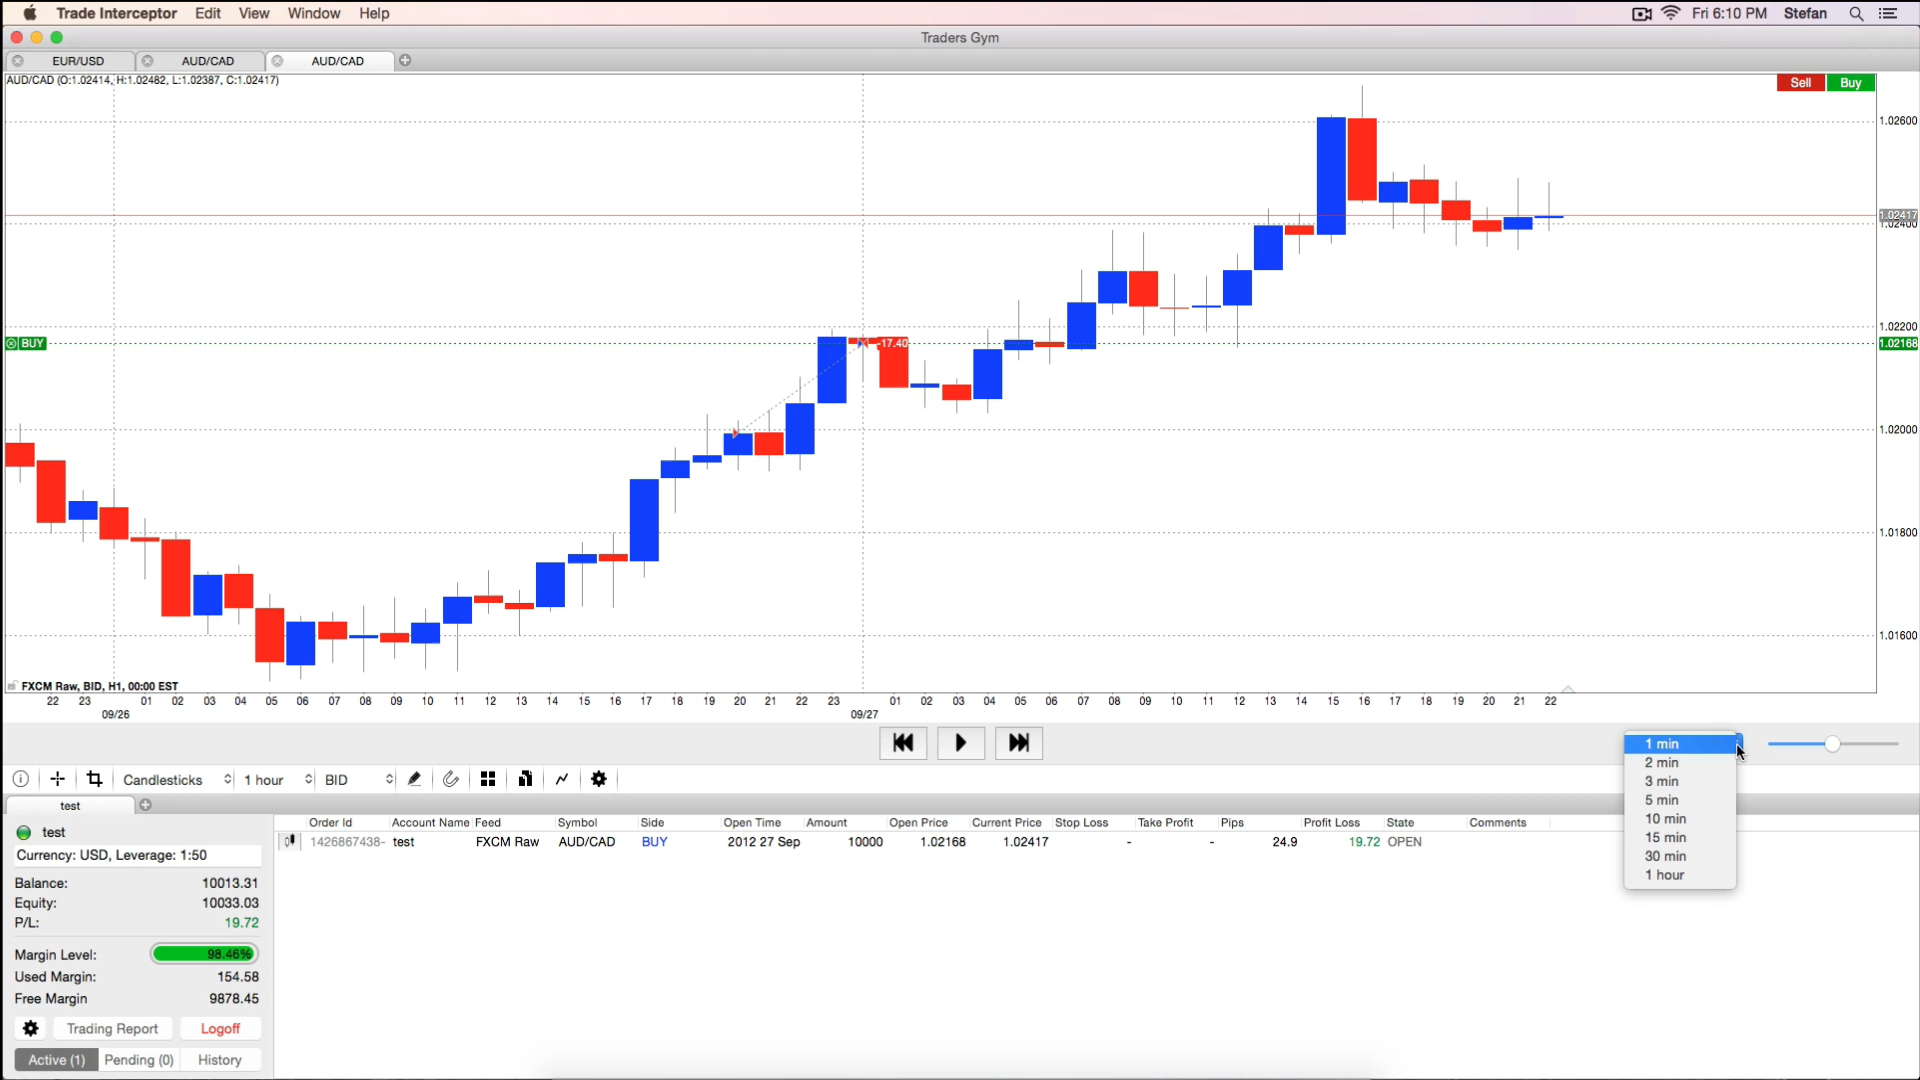 Trade Interceptor Edit View Window Help Fri 6:10 PM Stefan
Traders Gym
EUR/USD AUD/CAD AUD/CAD
AUD/CAD (O:1.02414, H:1.02482, L:1.02387, C:1.02417)
Sell Buy
1.02600
1.02417
1.02400
1.02200
BUY -17.40 1.02168
1.02000
1.01800
1.01600
FXCM Raw, BID, H1, 00:00 EST
22 23 01 02 03 04 05 06 07 08 09 10 11 12 13 14 15 16 17 18 19 20 21 22 23 01 02 03 04 05 06 07 08 09 10 11 12 13 14 15 16 17 18 19 20 21 22
09/26 09/27
1 min
2 min
3 min
5 min
10 min
15 min
30 min
1 hour
Candlesticks 1 hour BID
test
test
Currency: USD, Leverage: 1:50
Balance: 10013.31
Equity: 10033.03
P/L: 19.72
Margin Level: 98.46%
Used Margin: 154.58
Free Margin 9878.45
Trading Report Logoff
Active (1) Pending (0) History
Order Id Account Name Feed Symbol Side Open Time Amount Open Price Current Price Stop Loss Take Profit Pips Profit Loss State Comments
1426867438- test FXCM Raw AUD/CAD BUY 2012 27 Sep 10000 1.02168 1.02417 - - 24.9 19.72 OPEN